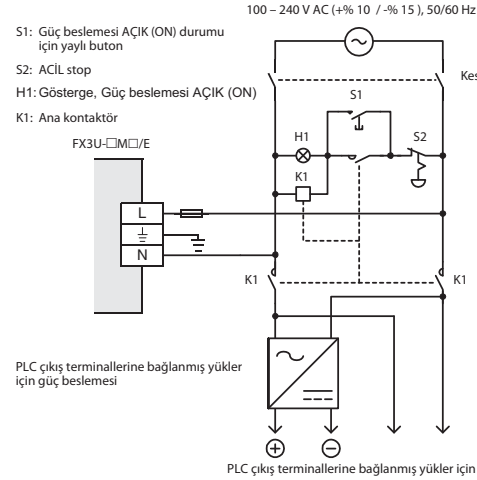 100 – 240 V AC (+% 10 / -% 15 ), 50/60 Hz
S1: Güç beslemesi AÇIK (ON) durumu
için yaylı buton
S2: ACİL stop
H1: Gösterge, Güç beslemesi AÇIK (ON)
K1: Ana kontaktör
FX3U-□M□/E
Kes
S1
H1
S2
K1
L
N
K1
K1
PLC çıkış terminallerine bağlanmış yükler
için güç beslemesi
PLC çıkış terminallerine bağlanmış yükler için